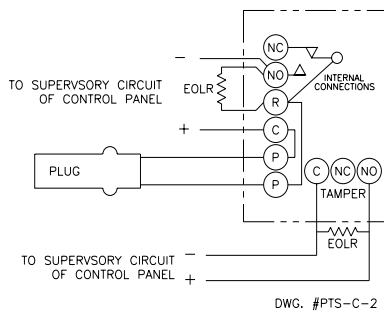 NC
−
NO
TO SUPERVSORY CIRCUIT
OF CONTROL PANEL
EOLR
INTERNAL
CONNECTIONS
R
+
C
P
PLUG
P
C NC NO
TAMPER
EOLR
TO SUPERVSORY CIRCUIT
OF CONTROL PANEL
−
+
DWG. #PTS-C-2